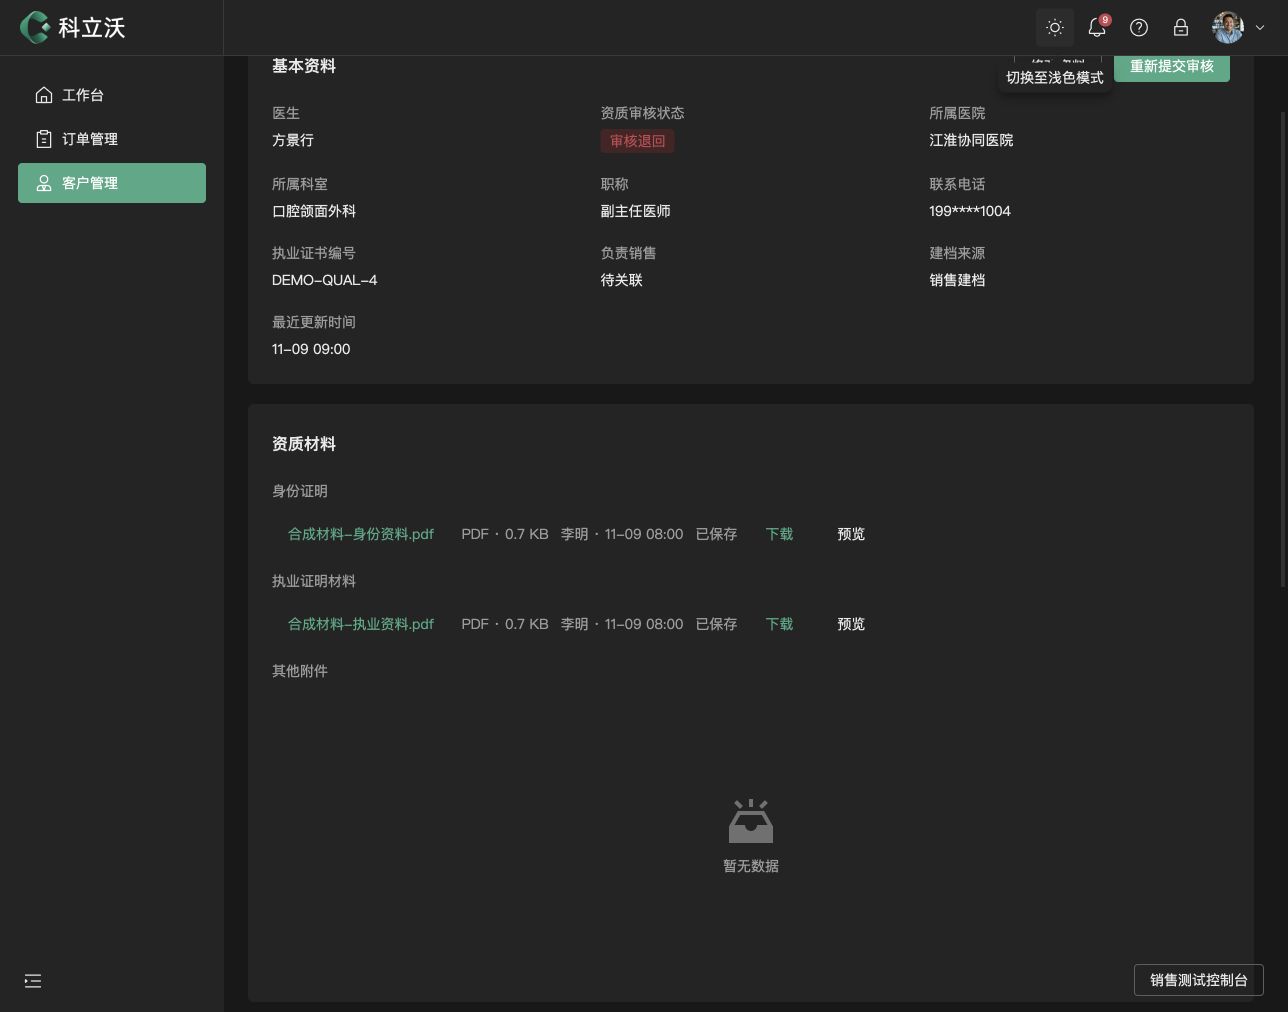 科立沃
9
工作台
订单管理
客户管理
基本资料
切换至浅色模式
重新提交审核
医生
资质审核状态
所属医院
方景行
审核退回
江淮协同医院
所属科室
职称
联系电话
口腔颌面外科
副主任医师
199****1004
执业证书编号
负责销售
建档来源
DEMO-QUAL-4
待关联
销售建档
最近更新时间
11-09 09:00
资质材料
身份证明
合成材料-身份资料.pdf PDF · 0.7 KB 李明 · 11-09 08:00 已保存 下载 预览
执业证明材料
合成材料-执业资料.pdf PDF · 0.7 KB 李明 · 11-09 08:00 已保存 下载 预览
其他附件
暂无数据
销售测试控制台